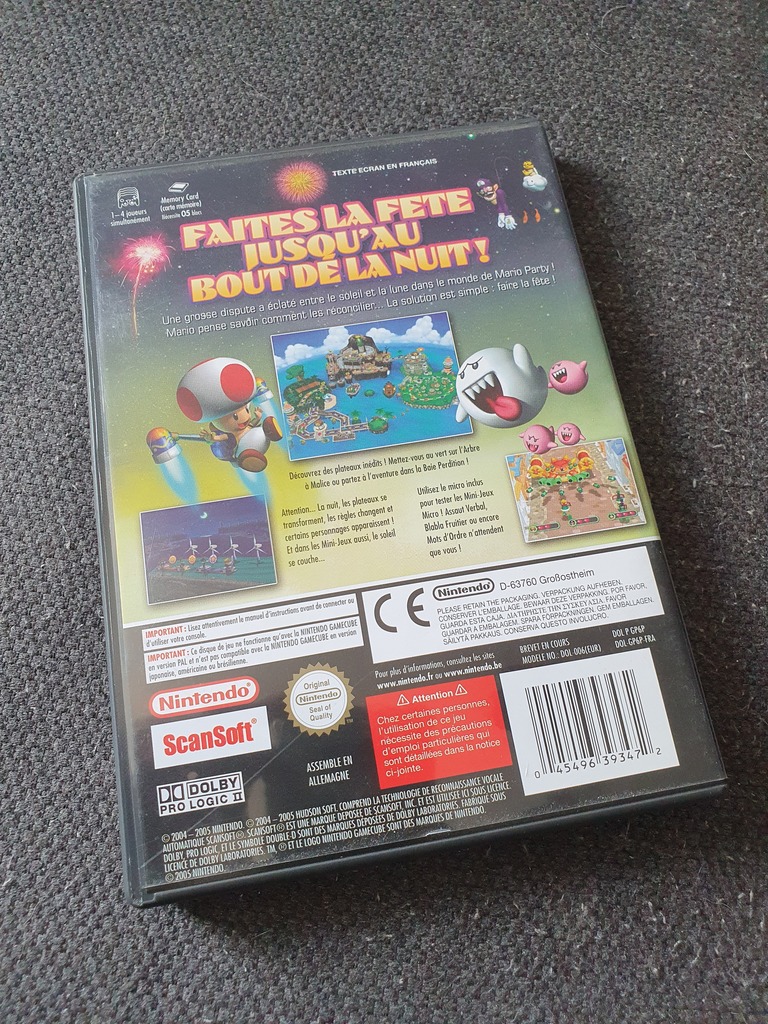 TEXTE ECRAN EN FRANÇAIS
1-4 joueurs
simultanément
Memory Card
(carte mémoire)
Nécessite 05 blocs
FAITES LA FETE
JUSQU'AU
BOUT DE LA NUIT !
Une grosse dispute a éclaté entre le soleil et la lune dans le monde de Mario Party !
Mario pense savoir comment les réconcilier... La solution est simple : faire la fête !
Découvrez des plateaux inédits ! Mettez-vous au vert sur l'Arbre
à Malice ou partez à l'aventure dans la Baie Perdition !
Attention... La nuit, les plateaux se
transforment, les règles changent et
certains personnages apparaissent !
Et dans les Mini-Jeux aussi, le soleil
se couche...
Utilisez le micro inclus
pour tester les Mini-Jeux
Micro ! Assaut Verbal,
Blabla Fruitier ou encore
Mots d'Ordre n'attendent
que vous !
IMPORTANT : Lisez attentivement le manuel d'instructions avant de connecter ou
d'utiliser votre console.
IMPORTANT : Ce disque de jeu ne fonctionne qu'avec la NINTENDO GAMECUBE
en version PAL et n'est pas compatible avec la NINTENDO GAMECUBE en version
japonaise, américaine ou brésilienne.
CE
Nintendo® D-63760 Großostheim
PLEASE RETAIN THE PACKAGING. VERPACKUNG AUFHEBEN.
CONSERVER L'EMBALLAGE. BEWAAR DEZE VERPAKKING. POR FAVOR,
GUARDA ESTA CAJA. ΔΙΑΤΗΡΗΣΤΕ ΤΗΝ ΣΥΣΚΕΥΑΣΙΑ. FAVOR
GUARDAR A EMBALAGEM. SPARA FÖRPACKNINGEN. GEM EMBALLAGEN.
SÄILYTÄ PAKKAUS. CONSERVA QUESTO INVOLUCRO.
Pour plus d'informations, consultez les sites
www.nintendo.fr ou www.nintendo.be
BREVET EN COURS
MODELE NO.: DOL 006(EUR)
DOL P GP6P
DOL-GP6P FRA
Nintendo®
ScanSoft®
Original
Nintendo
Seal of
Quality
TM
ASSEMBLE EN
ALLEMAGNE
Attention
Chez certaines personnes,
l'utilisation de ce jeu
nécessite des précautions
d'emploi particulières qui
sont détaillées dans la notice
ci-jointe.
0 45496 39347 2
DOLBY
PRO LOGIC II
© 2004 – 2005 NINTENDO. © 2004 – 2005 HUDSON SOFT. COMPREND LA TECHNOLOGIE DE RECONNAISSANCE VOCALE
AUTOMATIQUE SCANSOFT®. SCANSOFT® EST UNE MARQUE DEPOSEE DE SCANSOFT, INC. ET EST UTILISEE ICI SOUS LICENCE.
DOLBY, PRO LOGIC, ET LE SYMBOLE DOUBLE-D SONT DES MARQUES DÉPOSÉES DE DOLBY LABORATORIES. FABRIQUE SOUS
LICENCE DE DOLBY LABORATORIES. TM, ® ET LE LOGO NINTENDO GAMECUBE SONT DES MARQUES DE NINTENDO.
© 2005 NINTENDO.